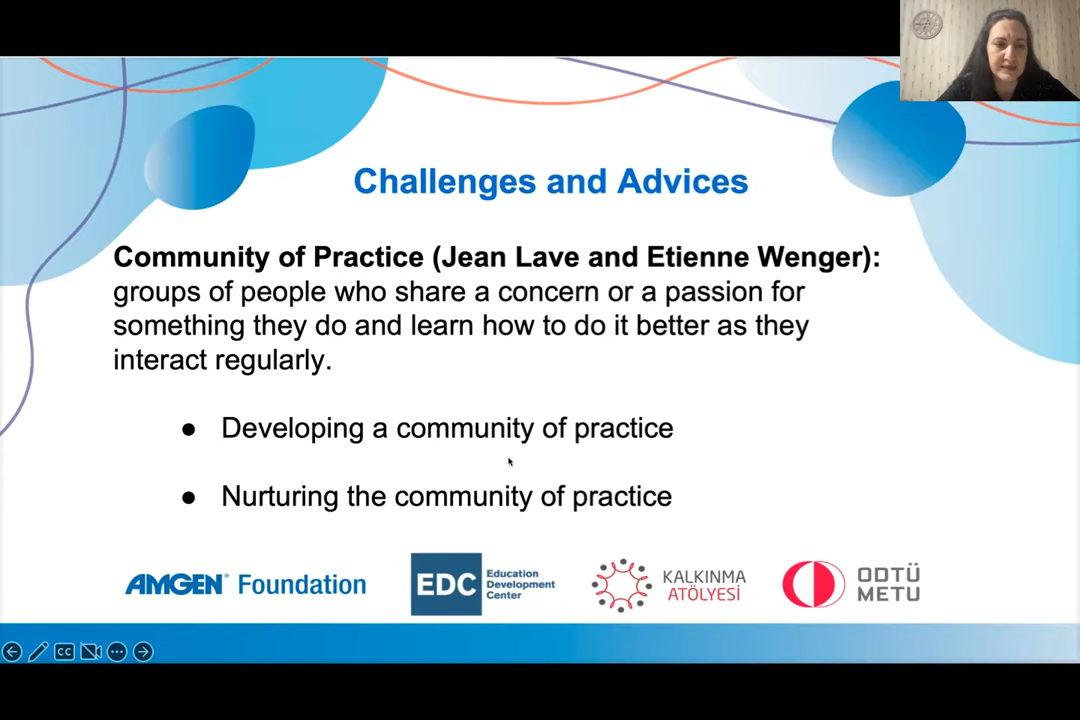 Challenges and Advices
Community of Practice (Jean Lave and Etienne Wenger):
groups of people who share a concern or a passion for
something they do and learn how to do it better as they
interact regularly.
● Developing a community of practice
● Nurturing the community of practice
AMGEN® Foundation
EDC
Education
Development
Center
KALKINMA
ATÖLYESİ
ODTÜ
METU
CC